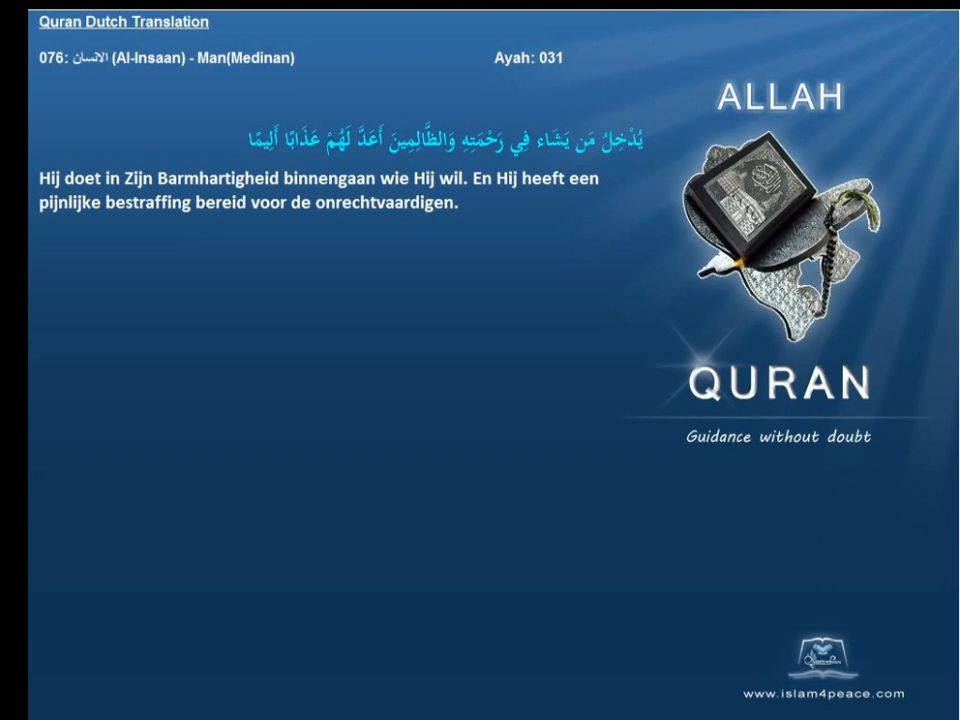 Quran Dutch Translation
076: الانسان (Al-Insaan) - Man(Medinan) Ayah: 031
ALLAH
يُدْخِلُ مَن يَشَاء فِي رَحْمَتِهِ وَالظَّالِمِينَ أَعَدَّ لَهُمْ عَذَابًا أَلِيمًا
Hij doet in Zijn Barmhartigheid binnengaan wie Hij wil. En Hij heeft een
pijnlijke bestraffing bereid voor de onrechtvaardigen.
QURAN
Guidance without doubt
www.islam4peace.com